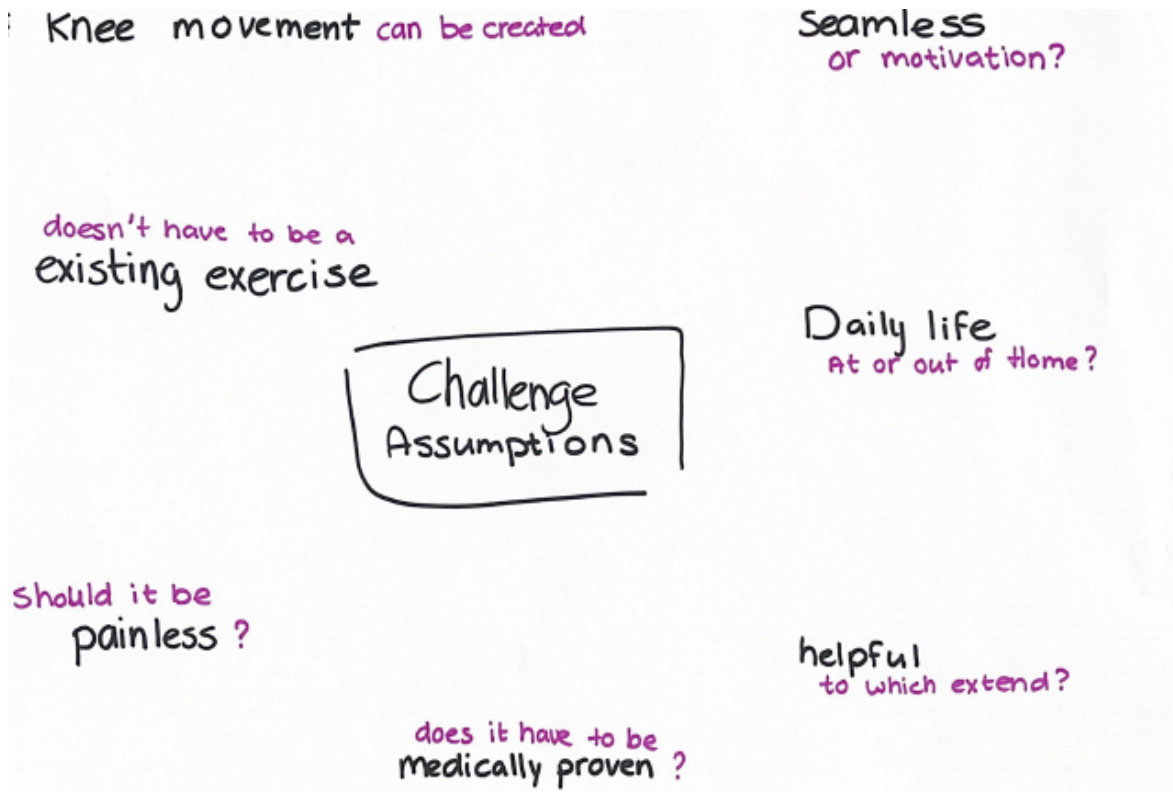 Knee movement can be created
Seamless
or motivation?
doesn't have to be a
existing exercise
Daily life
At or out of Home?
Challenge
Assumptions
Should it be
painless ?
helpful
to which extend?
does it have to be
medically proven ?